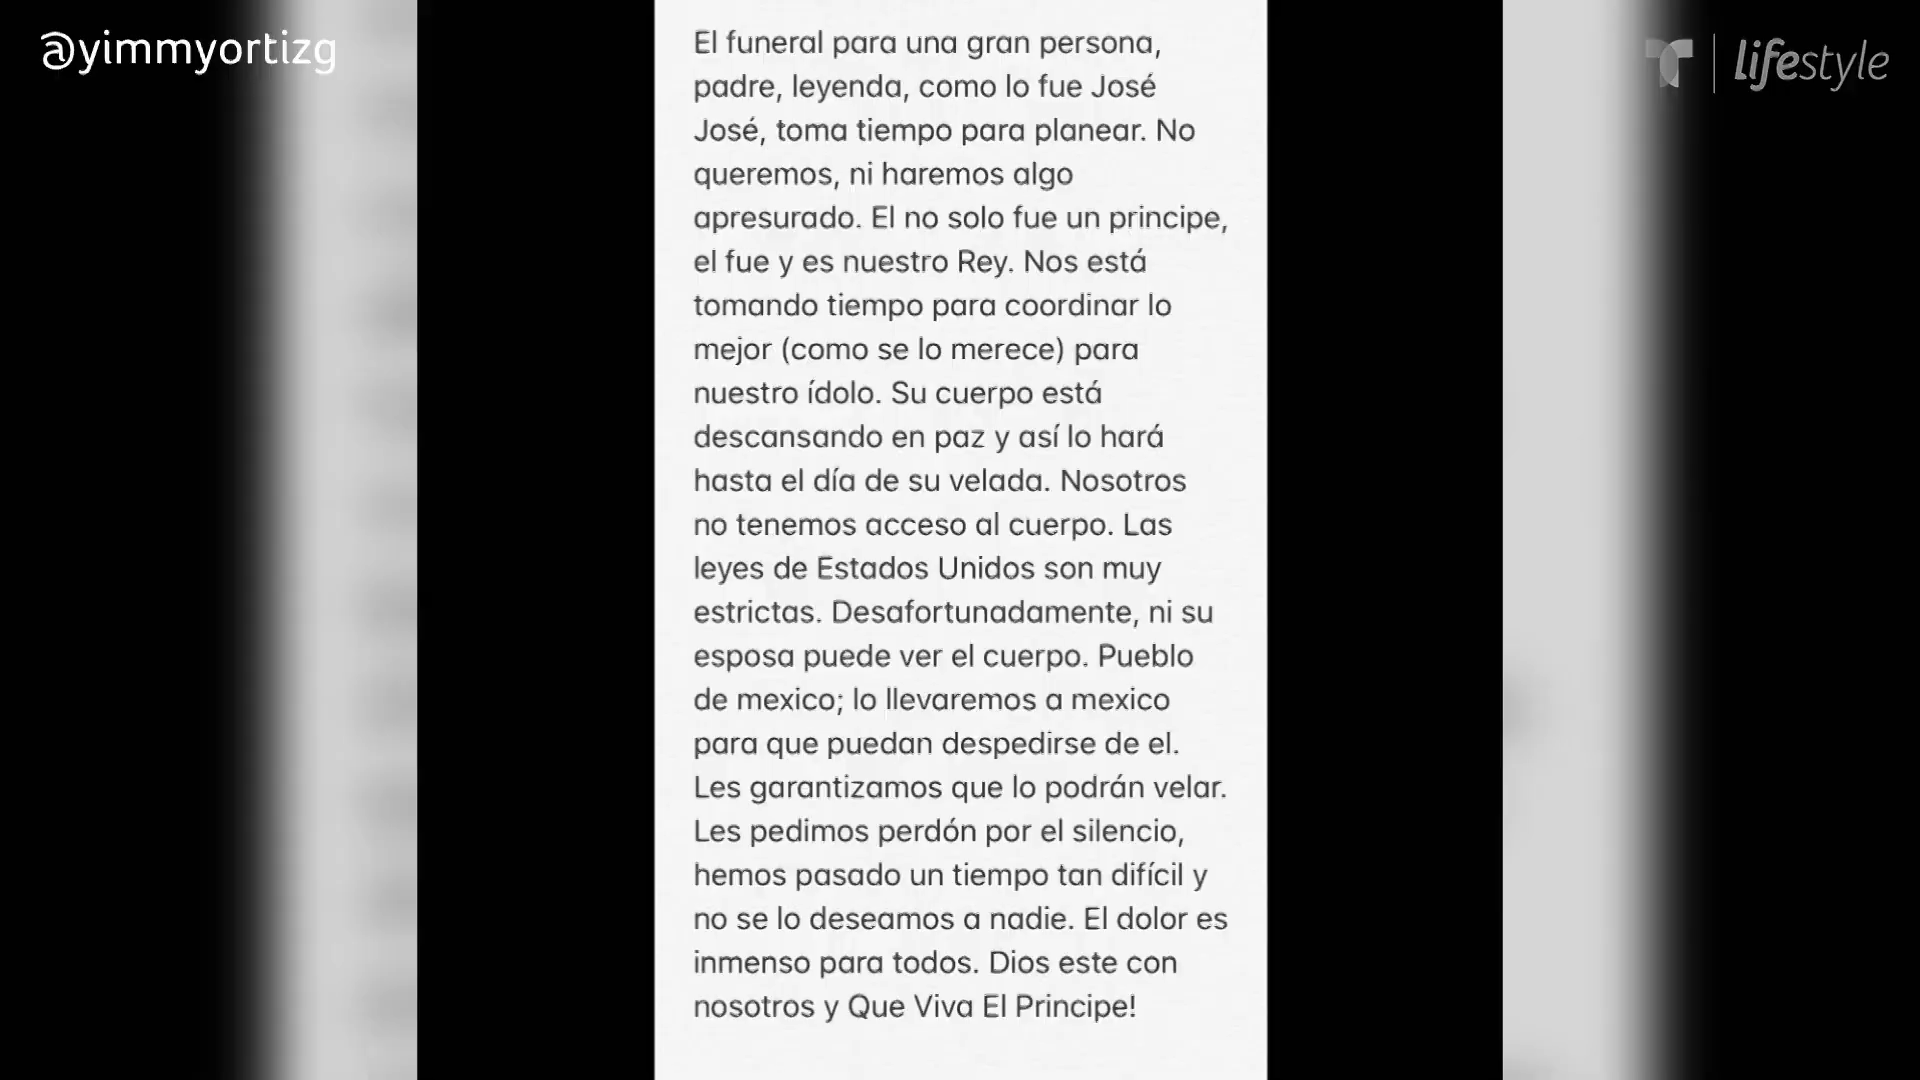 @yimmyortizg
lifestyle
El funeral para una gran persona,
padre, leyenda, como lo fue José
José, toma tiempo para planear. No
queremos, ni haremos algo
apresurado. El no solo fue un principe,
el fue y es nuestro Rey. Nos está
tomando tiempo para coordinar lo
mejor (como se lo merece) para
nuestro ídolo. Su cuerpo está
descansando en paz y así lo hará
hasta el día de su velada. Nosotros
no tenemos acceso al cuerpo. Las
leyes de Estados Unidos son muy
estrictas. Desafortunadamente, ni su
esposa puede ver el cuerpo. Pueblo
de mexico; lo llevaremos a mexico
para que puedan despedirse de el.
Les garantizamos que lo podrán velar.
Les pedimos perdón por el silencio,
hemos pasado un tiempo tan difícil y
no se lo deseamos a nadie. El dolor es
inmenso para todos. Dios este con
nosotros y Que Viva El Principe!